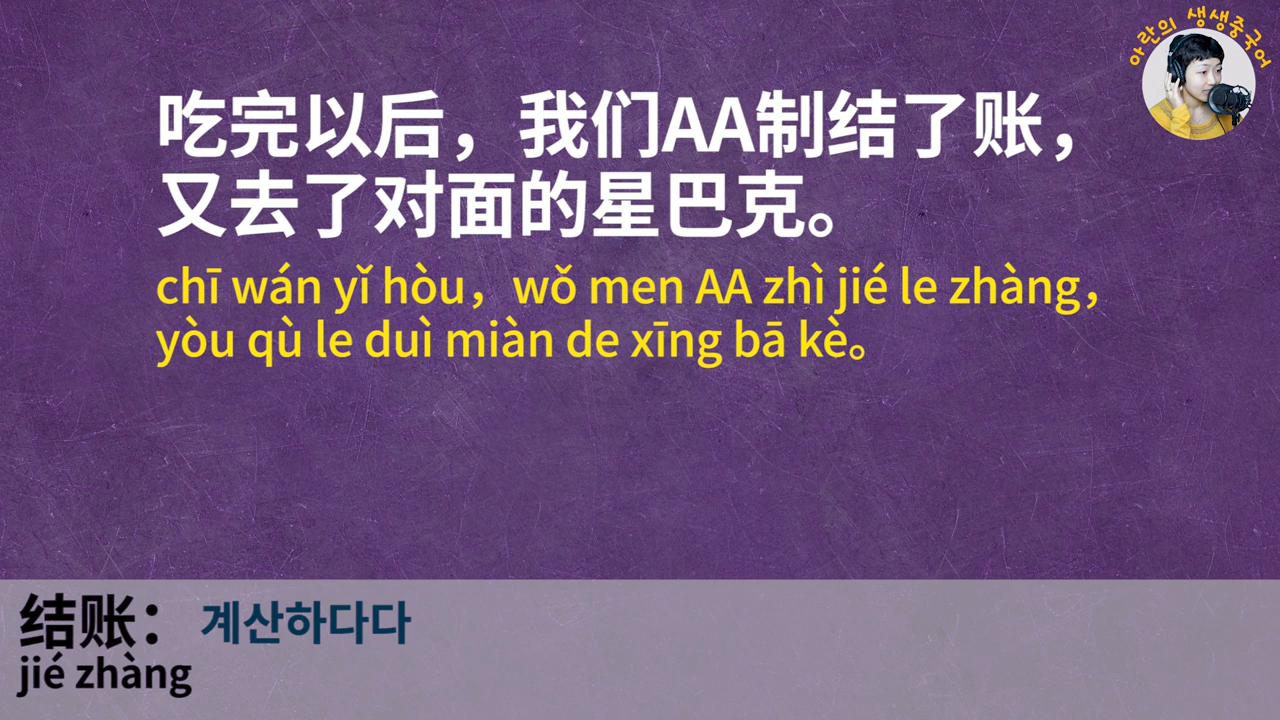 아란의 생생중국어
吃完以后，我们AA制结了账，
又去了对面的星巴克。
chī wán yǐ hòu，wǒ men AA zhì jié le zhàng，
yòu qù le duì miàn de xīng bā kè。
结账：계산하다다
jié zhàng